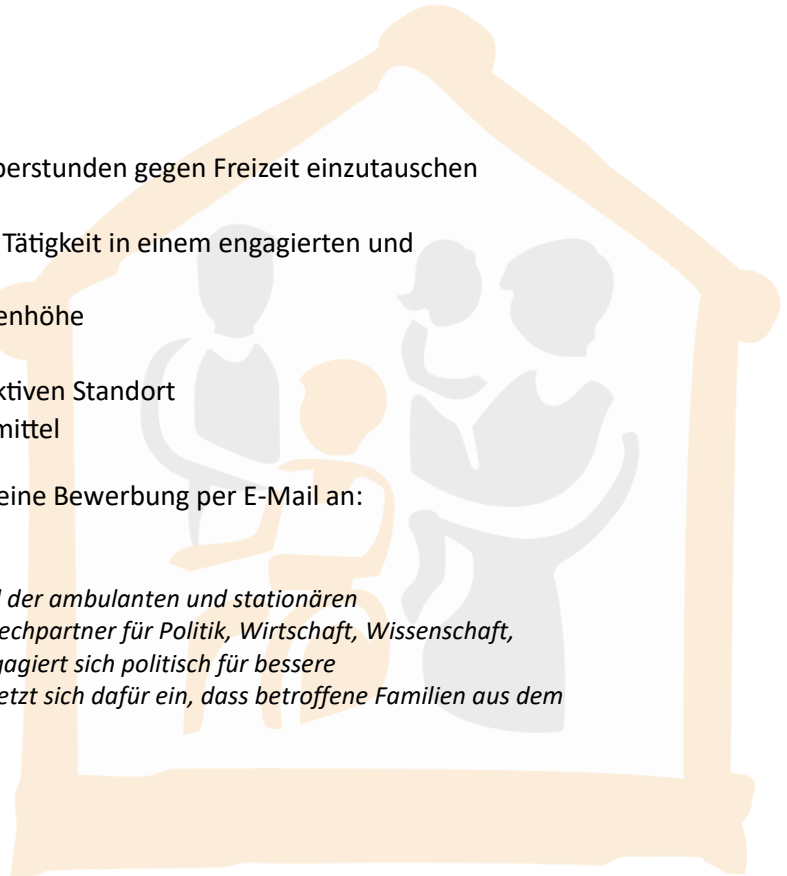 berstunden gegen Freizeit einzutauschen
Tätigkeit in einem engagierten und
enhöhe
ktiven Standort
mittel
eine Bewerbung per E-Mail an:
der ambulanten und stationären
echpartner für Politik, Wirtschaft, Wissenschaft,
gagiert sich politisch für bessere
etzt sich dafür ein, dass betroffene Familien aus dem